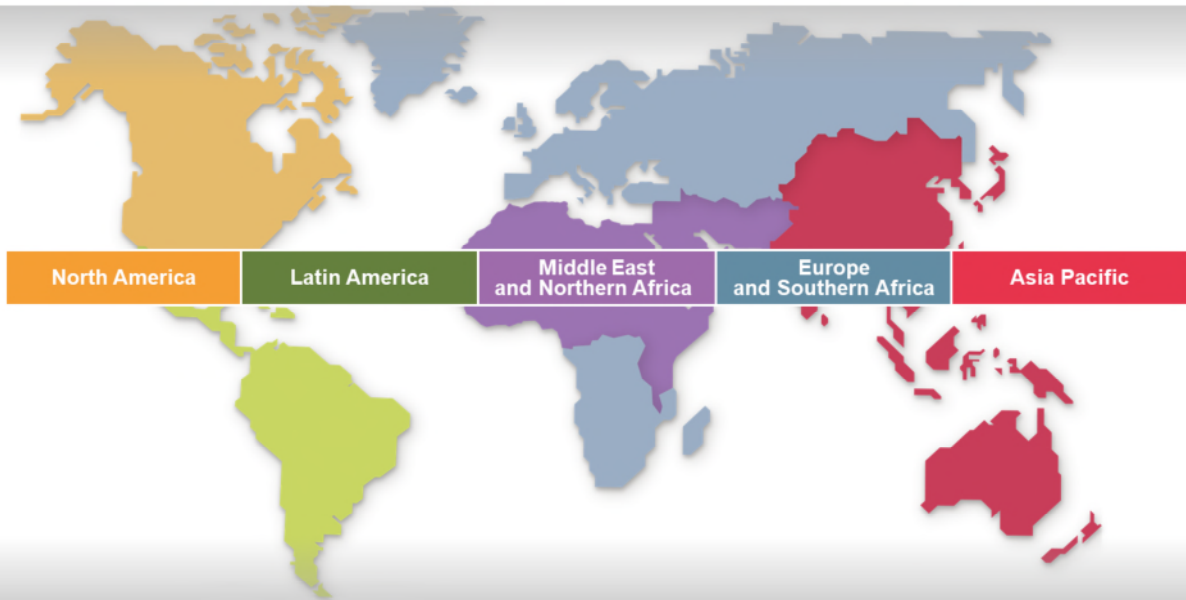 North America
Latin America
Middle East
and Northern Africa
Europe
and Southern Africa
Asia Pacific